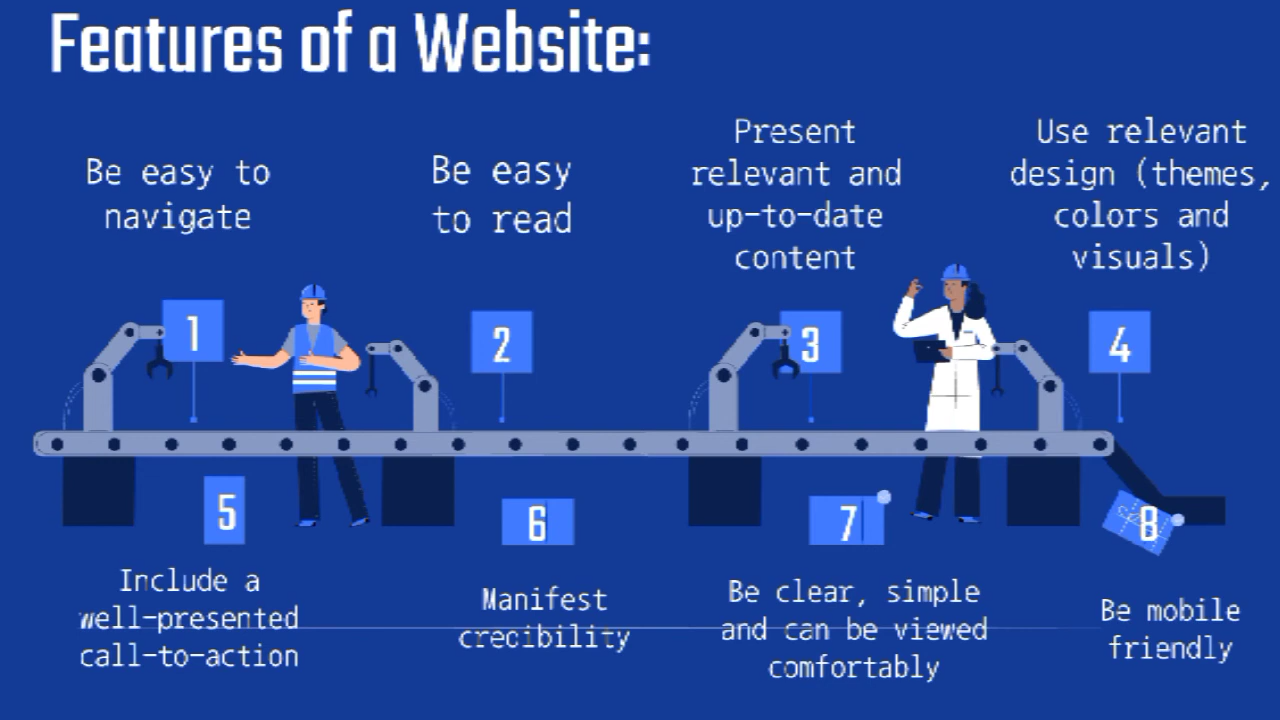 Features of a Website:
Be easy to
navigate
Be easy
to read
Present
relevant and
up-to-date
content
Use relevant
design (themes,
colors and
visuals)
1
2
3
4
5
6
7
8
Include a
well-presented
call-to-action
Manifest
credibility
Be clear, simple
and can be viewed
comfortably
Be mobile
friendly